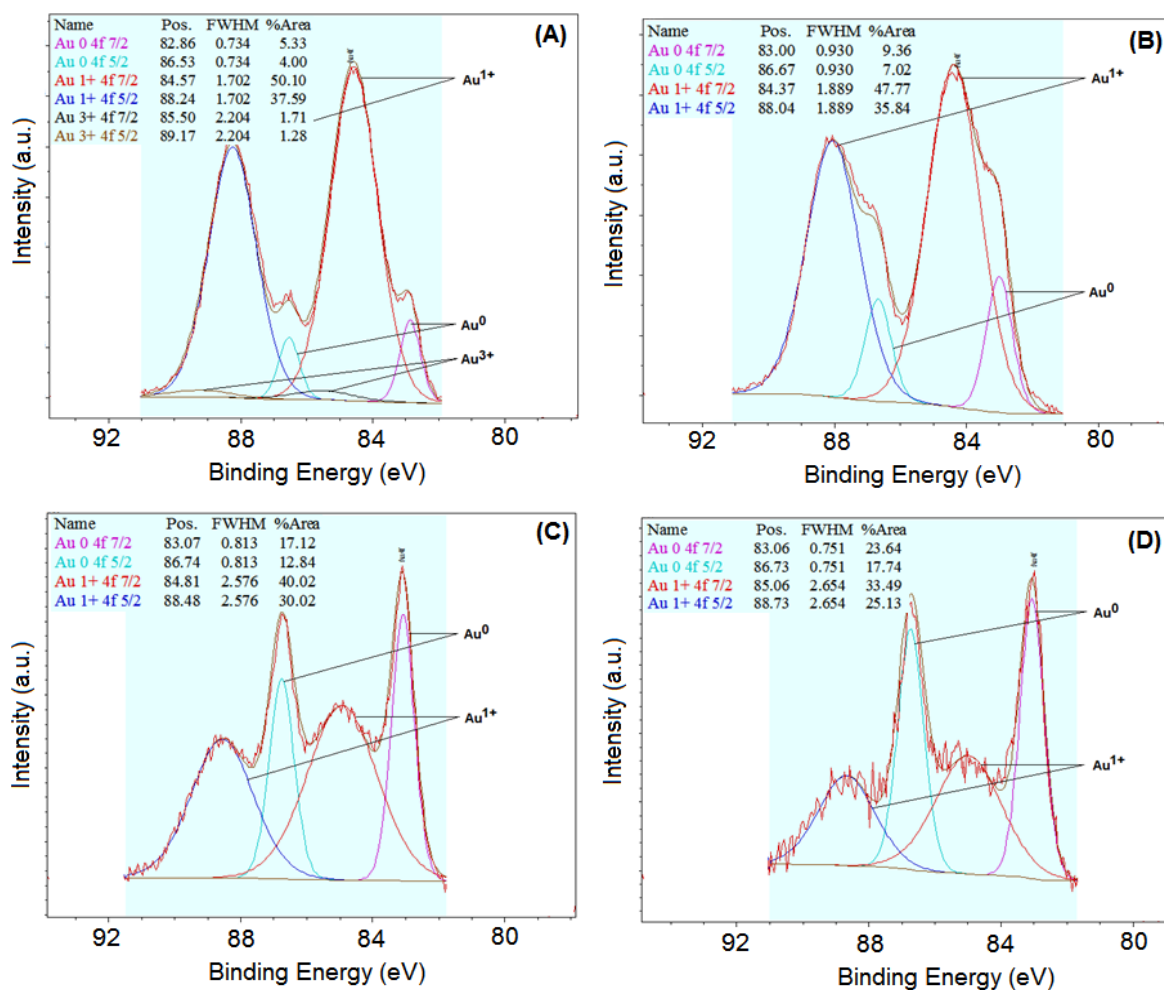 (A)
Name Pos. FWHM %Area
Au 0 4f 7/2 82.86 0.734 5.33
Au 0 4f 5/2 86.53 0.734 4.00
Au 1+ 4f 7/2 84.57 1.702 50.10
Au 1+ 4f 5/2 88.24 1.702 37.59
Au 3+ 4f 7/2 85.50 2.204 1.71
Au 3+ 4f 5/2 89.17 2.204 1.28
Au1+
Au0
Au3+
Intensity (a.u.)
92 88 84 80
Binding Energy (eV)
(B)
Name Pos. FWHM %Area
Au 0 4f 7/2 83.00 0.930 9.36
Au 0 4f 5/2 86.67 0.930 7.02
Au 1+ 4f 7/2 84.37 1.889 47.77
Au 1+ 4f 5/2 88.04 1.889 35.84
Au1+
Au0
Intensity (a.u.)
92 88 84 80
Binding Energy (eV)
(C)
Name Pos. FWHM %Area
Au 0 4f 7/2 83.07 0.813 17.12
Au 0 4f 5/2 86.74 0.813 12.84
Au 1+ 4f 7/2 84.81 2.576 40.02
Au 1+ 4f 5/2 88.48 2.576 30.02
Au0
Au1+
Intensity (a.u.)
92 88 84 80
Binding Energy (eV)
(D)
Name Pos. FWHM %Area
Au 0 4f 7/2 83.06 0.751 23.64
Au 0 4f 5/2 86.73 0.751 17.74
Au 1+ 4f 7/2 85.06 2.654 33.49
Au 1+ 4f 5/2 88.73 2.654 25.13
Au0
Au1+
Intensity (a.u.)
92 88 84 80
Binding Energy (eV)